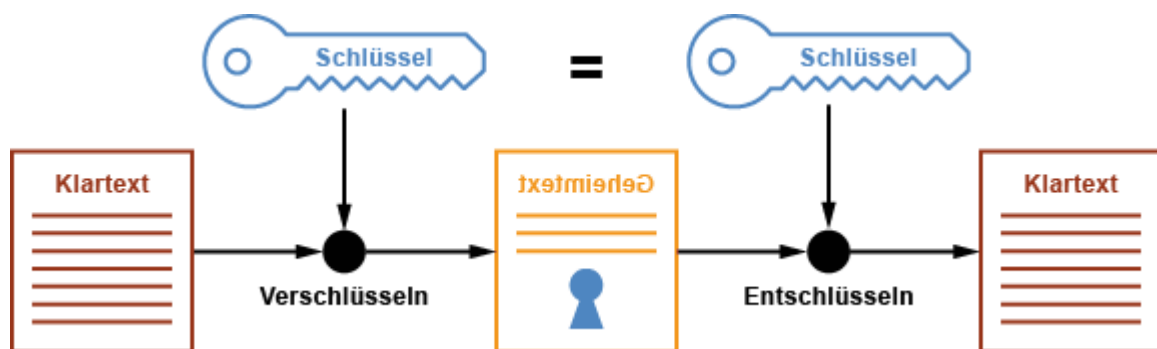 Schlüssel
=
Schlüssel
Klartext
Geheimtext
Klartext
Verschlüsseln
Entschlüsseln